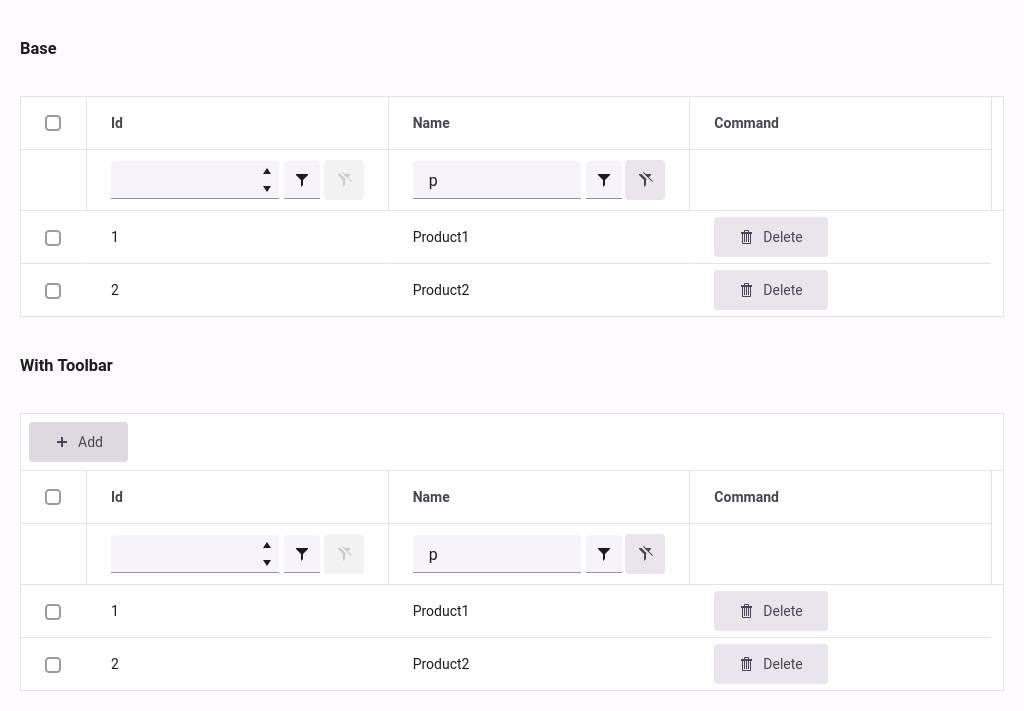 Base
Id Name Command
p
1 Product1 Delete
2 Product2 Delete
With Toolbar
Add
Id Name Command
p
1 Product1 Delete
2 Product2 Delete